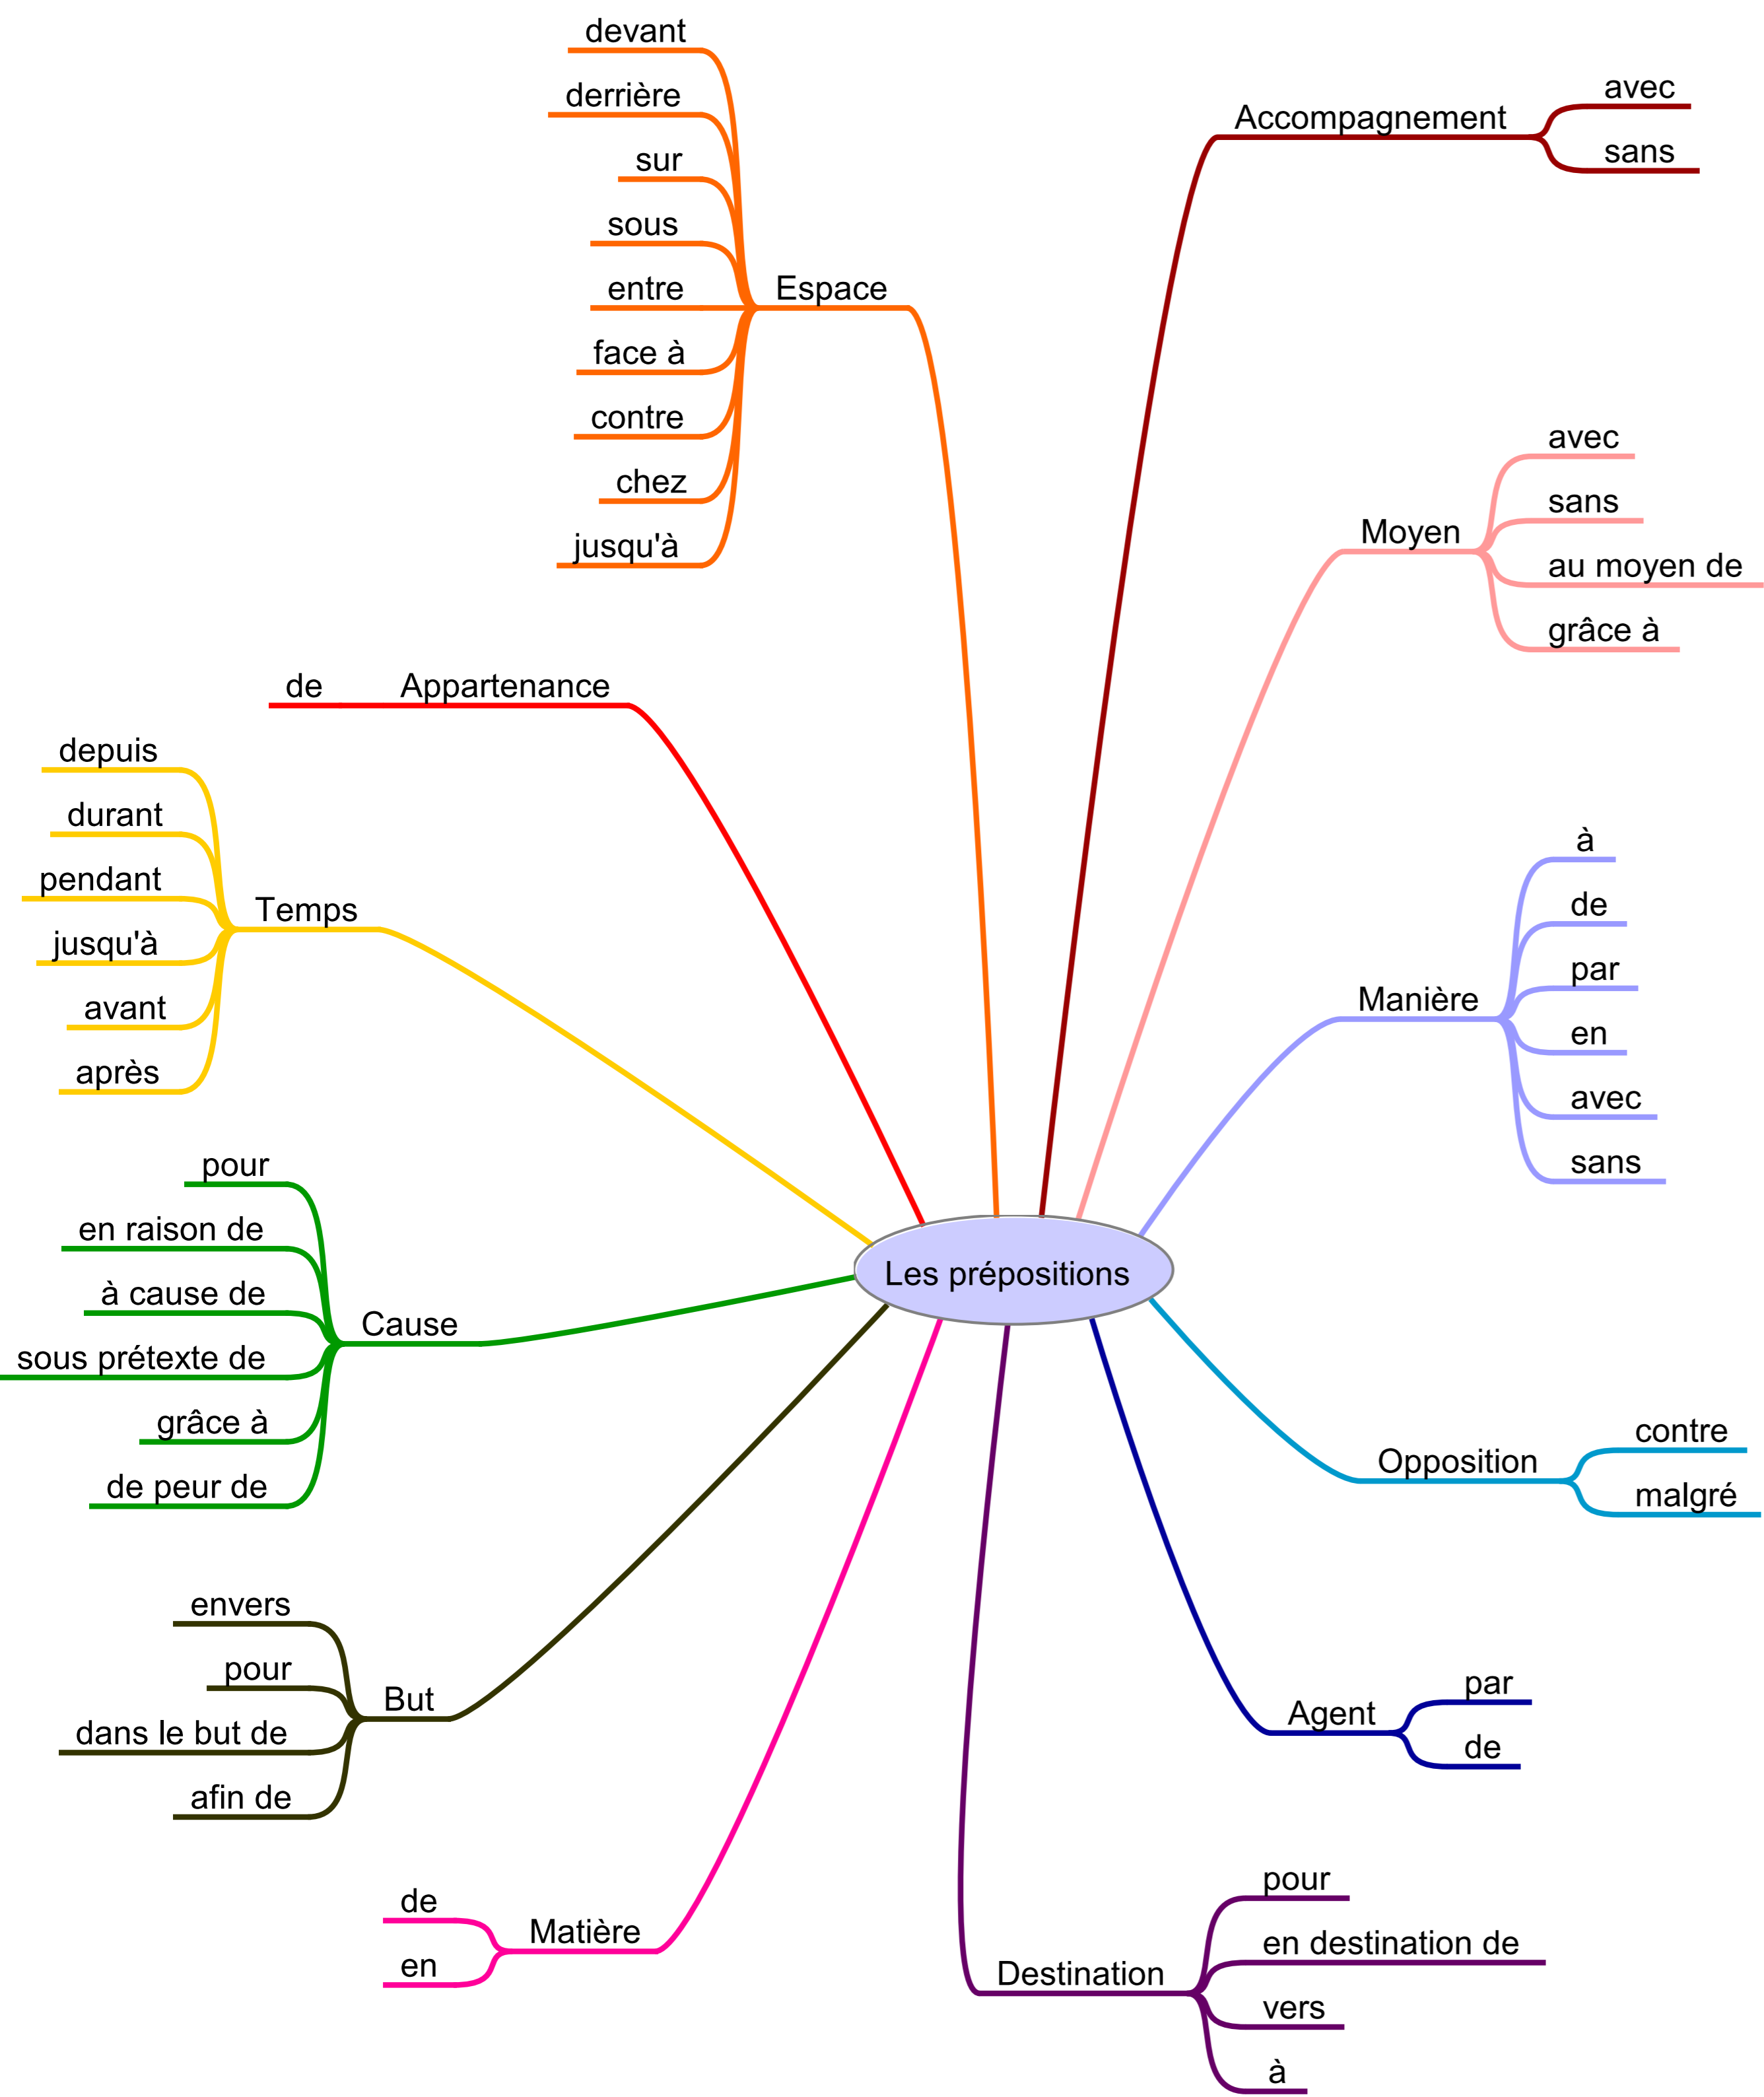 Les prépositions
Accompagnement
avec
sans
Moyen
avec
sans
au moyen de
grâce à
Manière
à
de
par
en
avec
sans
Opposition
contre
malgré
Agent
par
de
Destination
pour
en destination de
vers
à
Espace
devant
derrière
sur
sous
entre
face à
contre
chez
jusqu'à
Appartenance
de
Temps
depuis
durant
pendant
jusqu'à
avant
après
Cause
pour
en raison de
à cause de
sous prétexte de
grâce à
de peur de
But
envers
pour
dans le but de
afin de
Matière
de
en